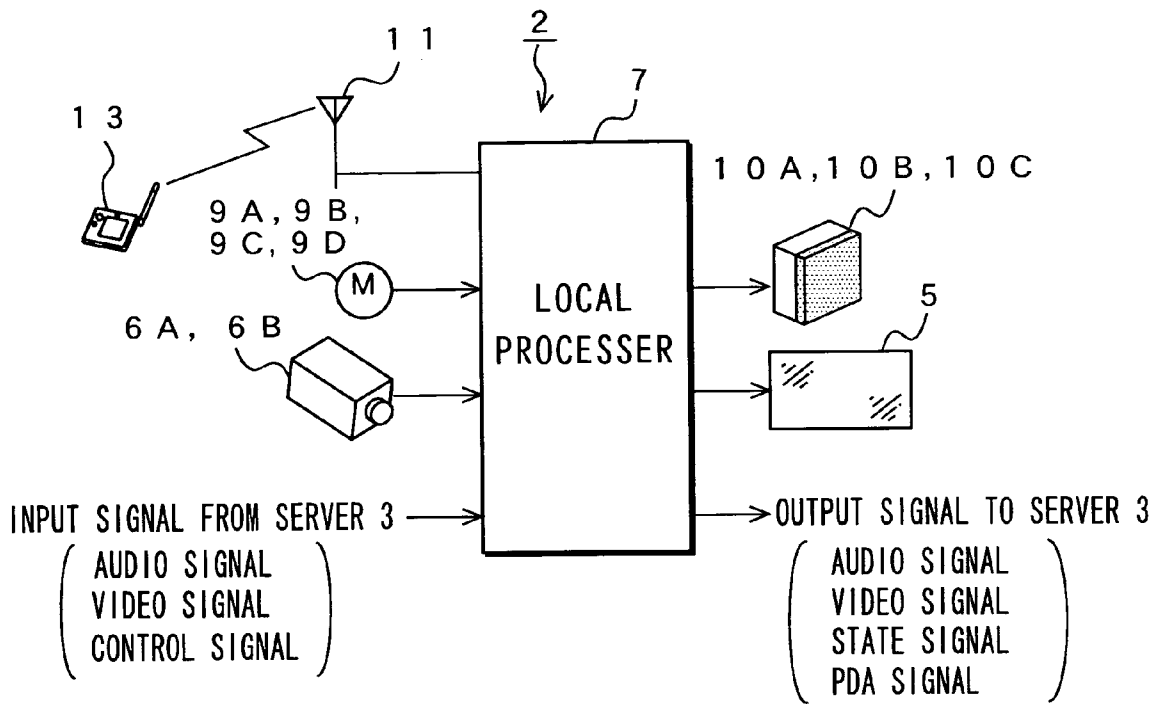 1 1
2
7
1 3
1 0 A, 1 0 B, 1 0 C
9 A, 9 B,
9 C, 9 D
M
LOCAL
PROCESSER
5
6 A, 6 B
INPUT SIGNAL FROM SERVER 3
AUDIO SIGNAL
VIDEO SIGNAL
CONTROL SIGNAL
OUTPUT SIGNAL TO SERVER 3
AUDIO SIGNAL
VIDEO SIGNAL
STATE SIGNAL
PDA SIGNAL